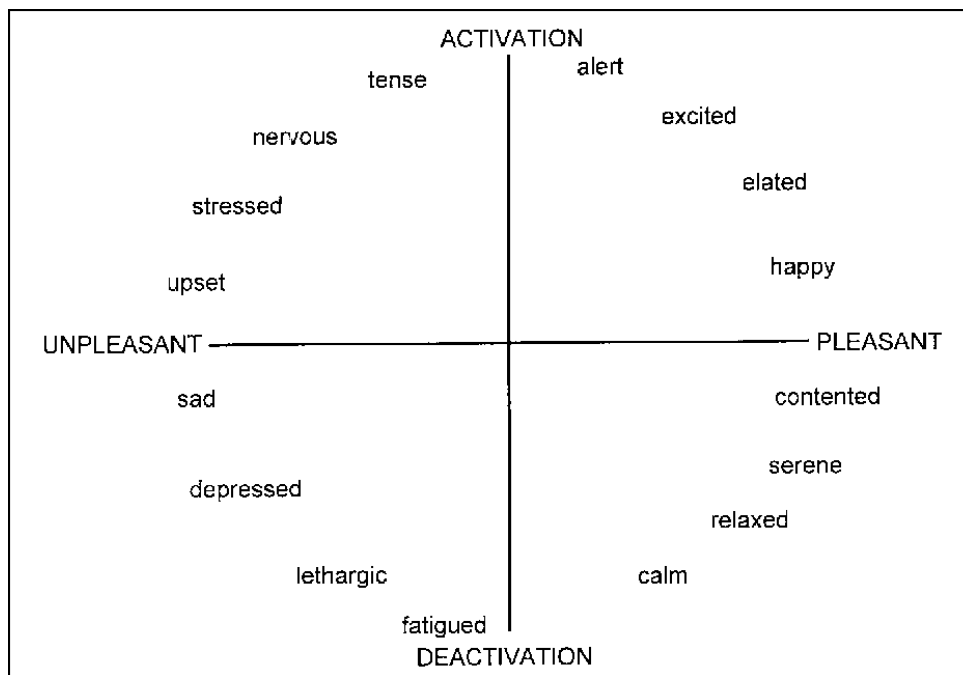 ACTIVATION
tense
alert
excited
nervous
elated
stressed
happy
upset
UNPLEASANT
PLEASANT
sad
contented
serene
depressed
relaxed
lethargic
calm
fatigued
DEACTIVATION